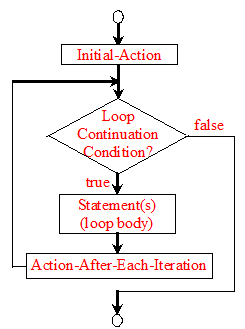 Initial-Action
Loop
Continuation
Condition?
false
true
Statement(s)
(loop body)
Action-After-Each-Iteration